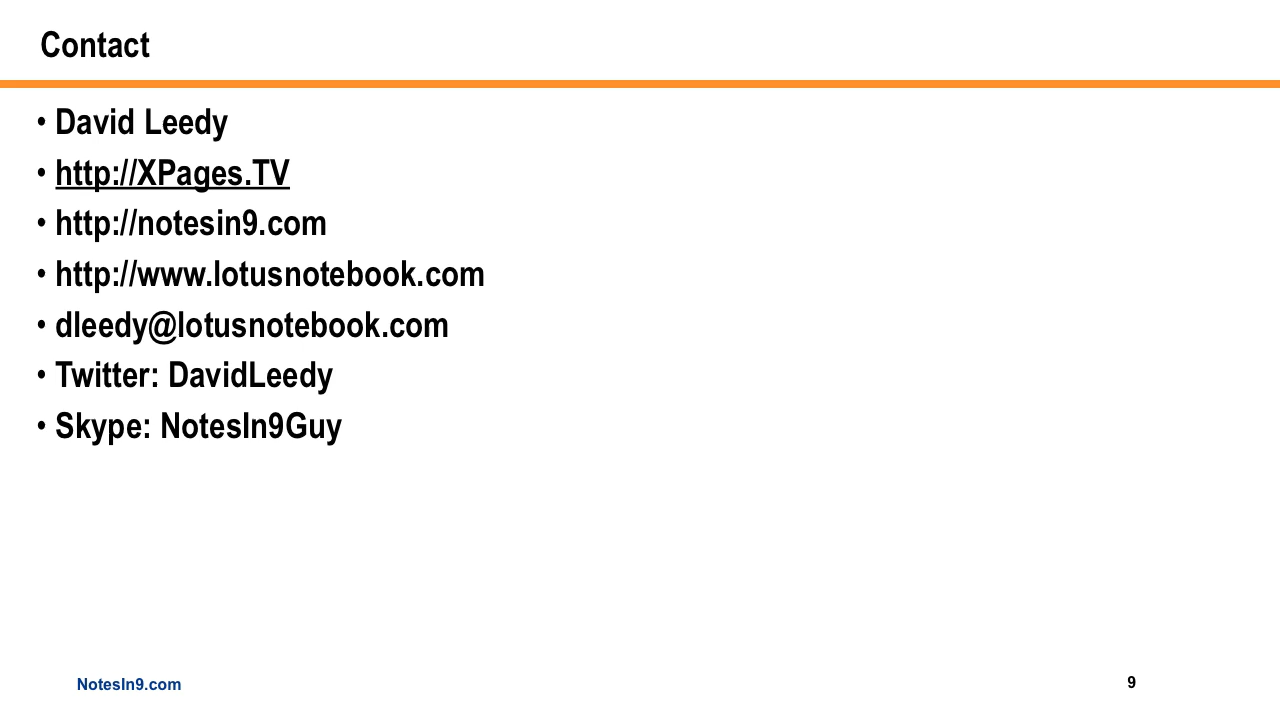 Contact
• David Leedy
• http://XPages.TV
• http://notesin9.com
• http://www.lotusnotebook.com
• dleedy@lotusnotebook.com
• Twitter: DavidLeedy
• Skype: NotesIn9Guy
NotesIn9.com
9